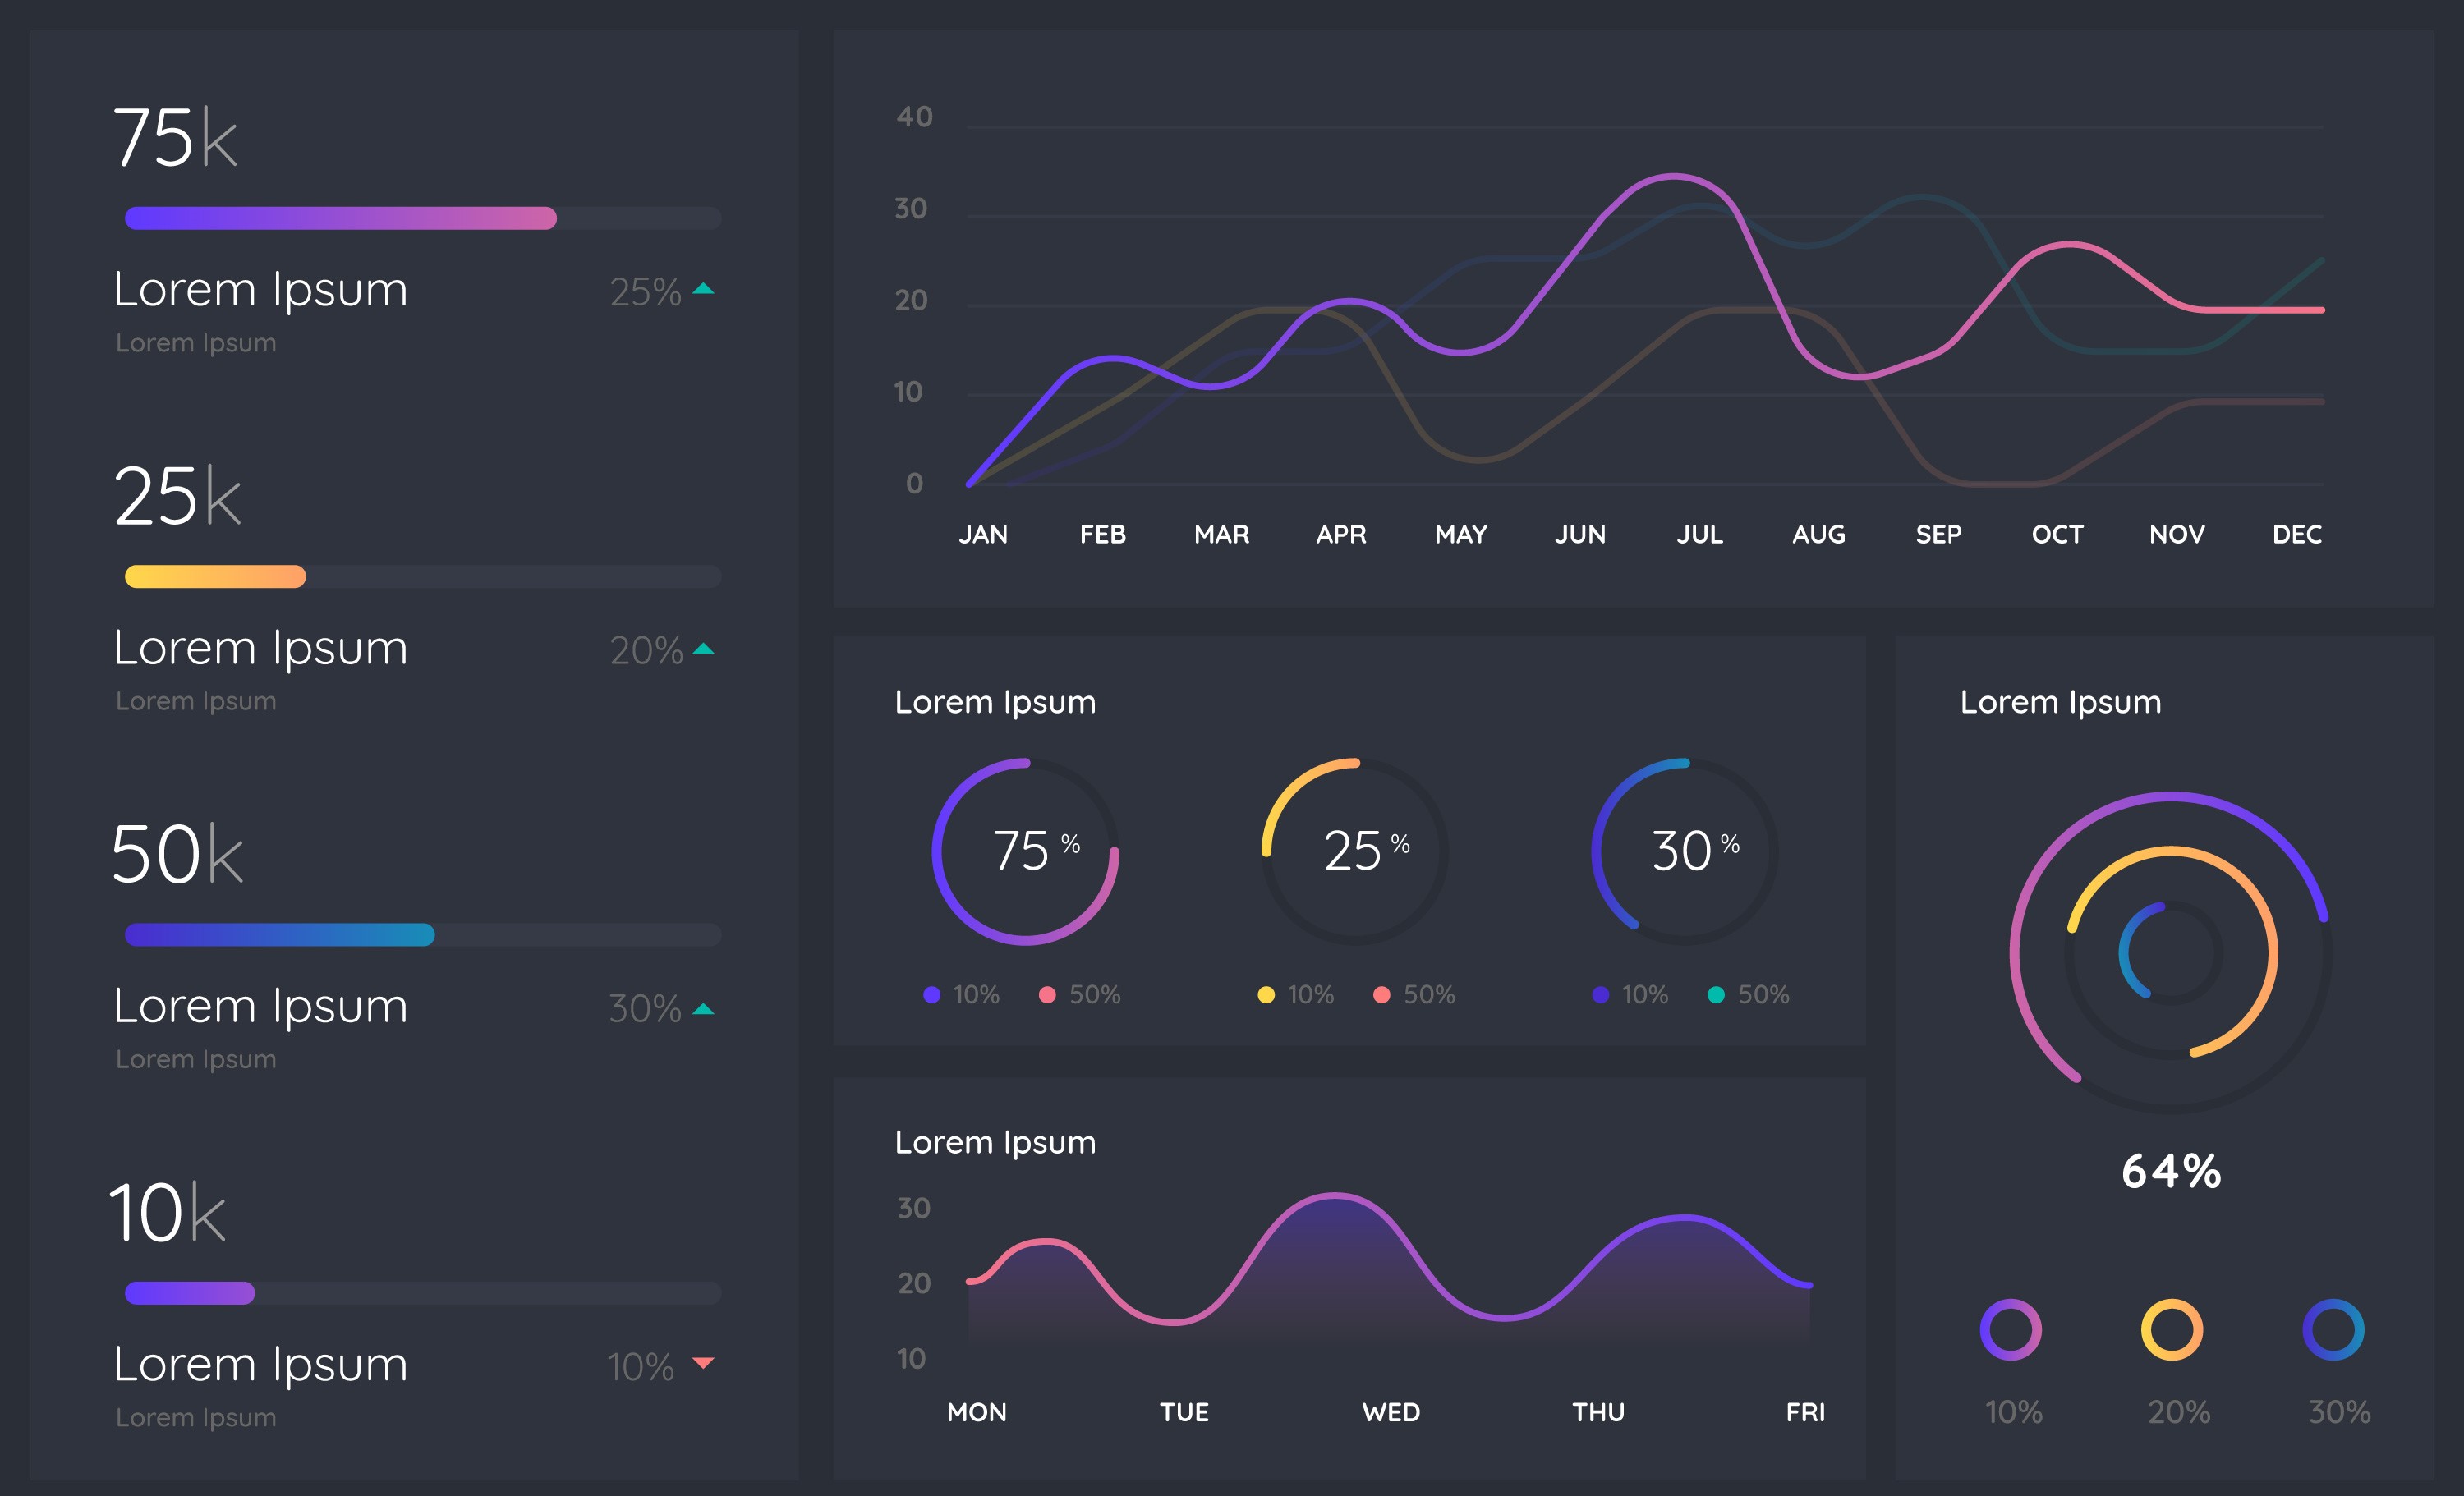 75k
Lorem Ipsum
25%
Lorem Ipsum
25k
Lorem Ipsum
20%
Lorem Ipsum
50k
Lorem Ipsum
30%
Lorem Ipsum
10k
Lorem Ipsum
10%
Lorem Ipsum
40
30
20
10
0
JAN FEB MAR APR MAY JUN JUL AUG SEP OCT NOV DEC
Lorem Ipsum
75%
25%
30%
10% 50%
10% 50%
10% 50%
Lorem Ipsum
30
20
10
MON TUE WED THU FRI
Lorem Ipsum
64%
10% 20% 30%